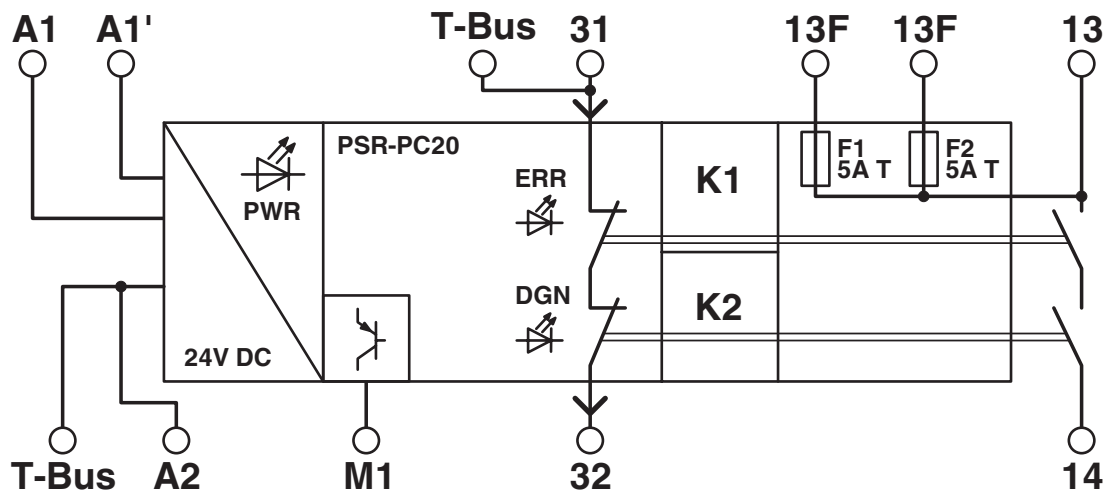 A1 A1' T-Bus 31 13F 13F 13
PSR-PC20
F1 F2
5A T 5A T
ERR K1
PWR
DGN K2
24V DC
T-Bus A2 M1 32 14